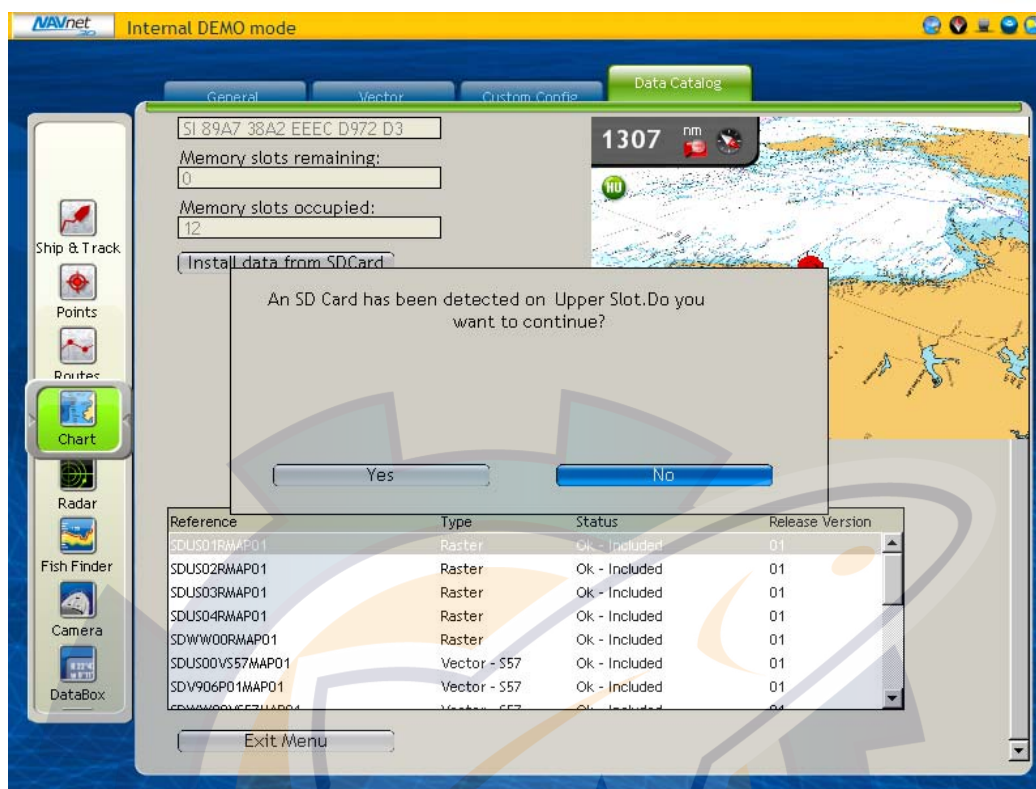 NAVnet 3D Internal DEMO mode
General Vector Custom Config Data Catalog
SI 89A7 38A2 EEEC D972 D3
Memory slots remaining:
0
Memory slots occupied:
12
Install data from SDCard
1307 nm
HU
An SD Card has been detected on Upper Slot.Do you
want to continue?
Yes No
Ship & Track
Points
Routes
Chart
Radar
Fish Finder
Camera
DataBox
Reference Type Status Release Version
SDUS01RMAP01 Raster Ok - Included 01
SDUS02RMAP01 Raster Ok - Included 01
SDUS03RMAP01 Raster Ok - Included 01
SDUS04RMAP01 Raster Ok - Included 01
SDWW00RMAP01 Raster Ok - Included 01
SDUS00VS57MAP01 Vector - S57 Ok - Included 01
SDV906P01MAP01 Vector - S57 Ok - Included 01
Exit Menu